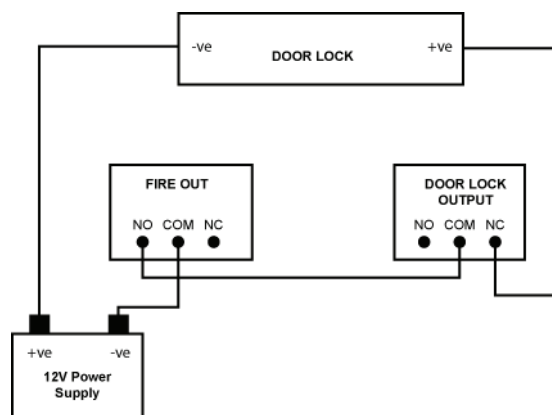 -ve DOOR LOCK +ve
FIRE OUT
NO COM NC
DOOR LOCK
OUTPUT
NO COM NC
+ve -ve
12V Power
Supply